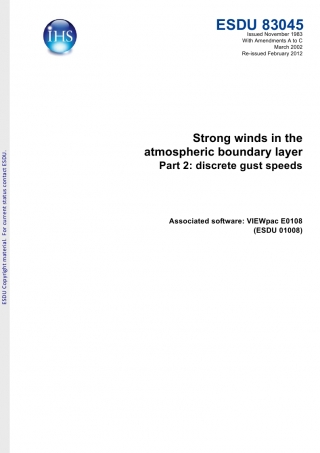 IHS
ESDU 83045
Issued November 1983
With Amendments A to C
March 2002
Re-issued February 2012
Strong winds in the
atmospheric boundary layer
Part 2: discrete gust speeds
Associated software: VIEWpac E0108
(ESDU 01008)
ESDU Copyright material. For current status contact ESDU.